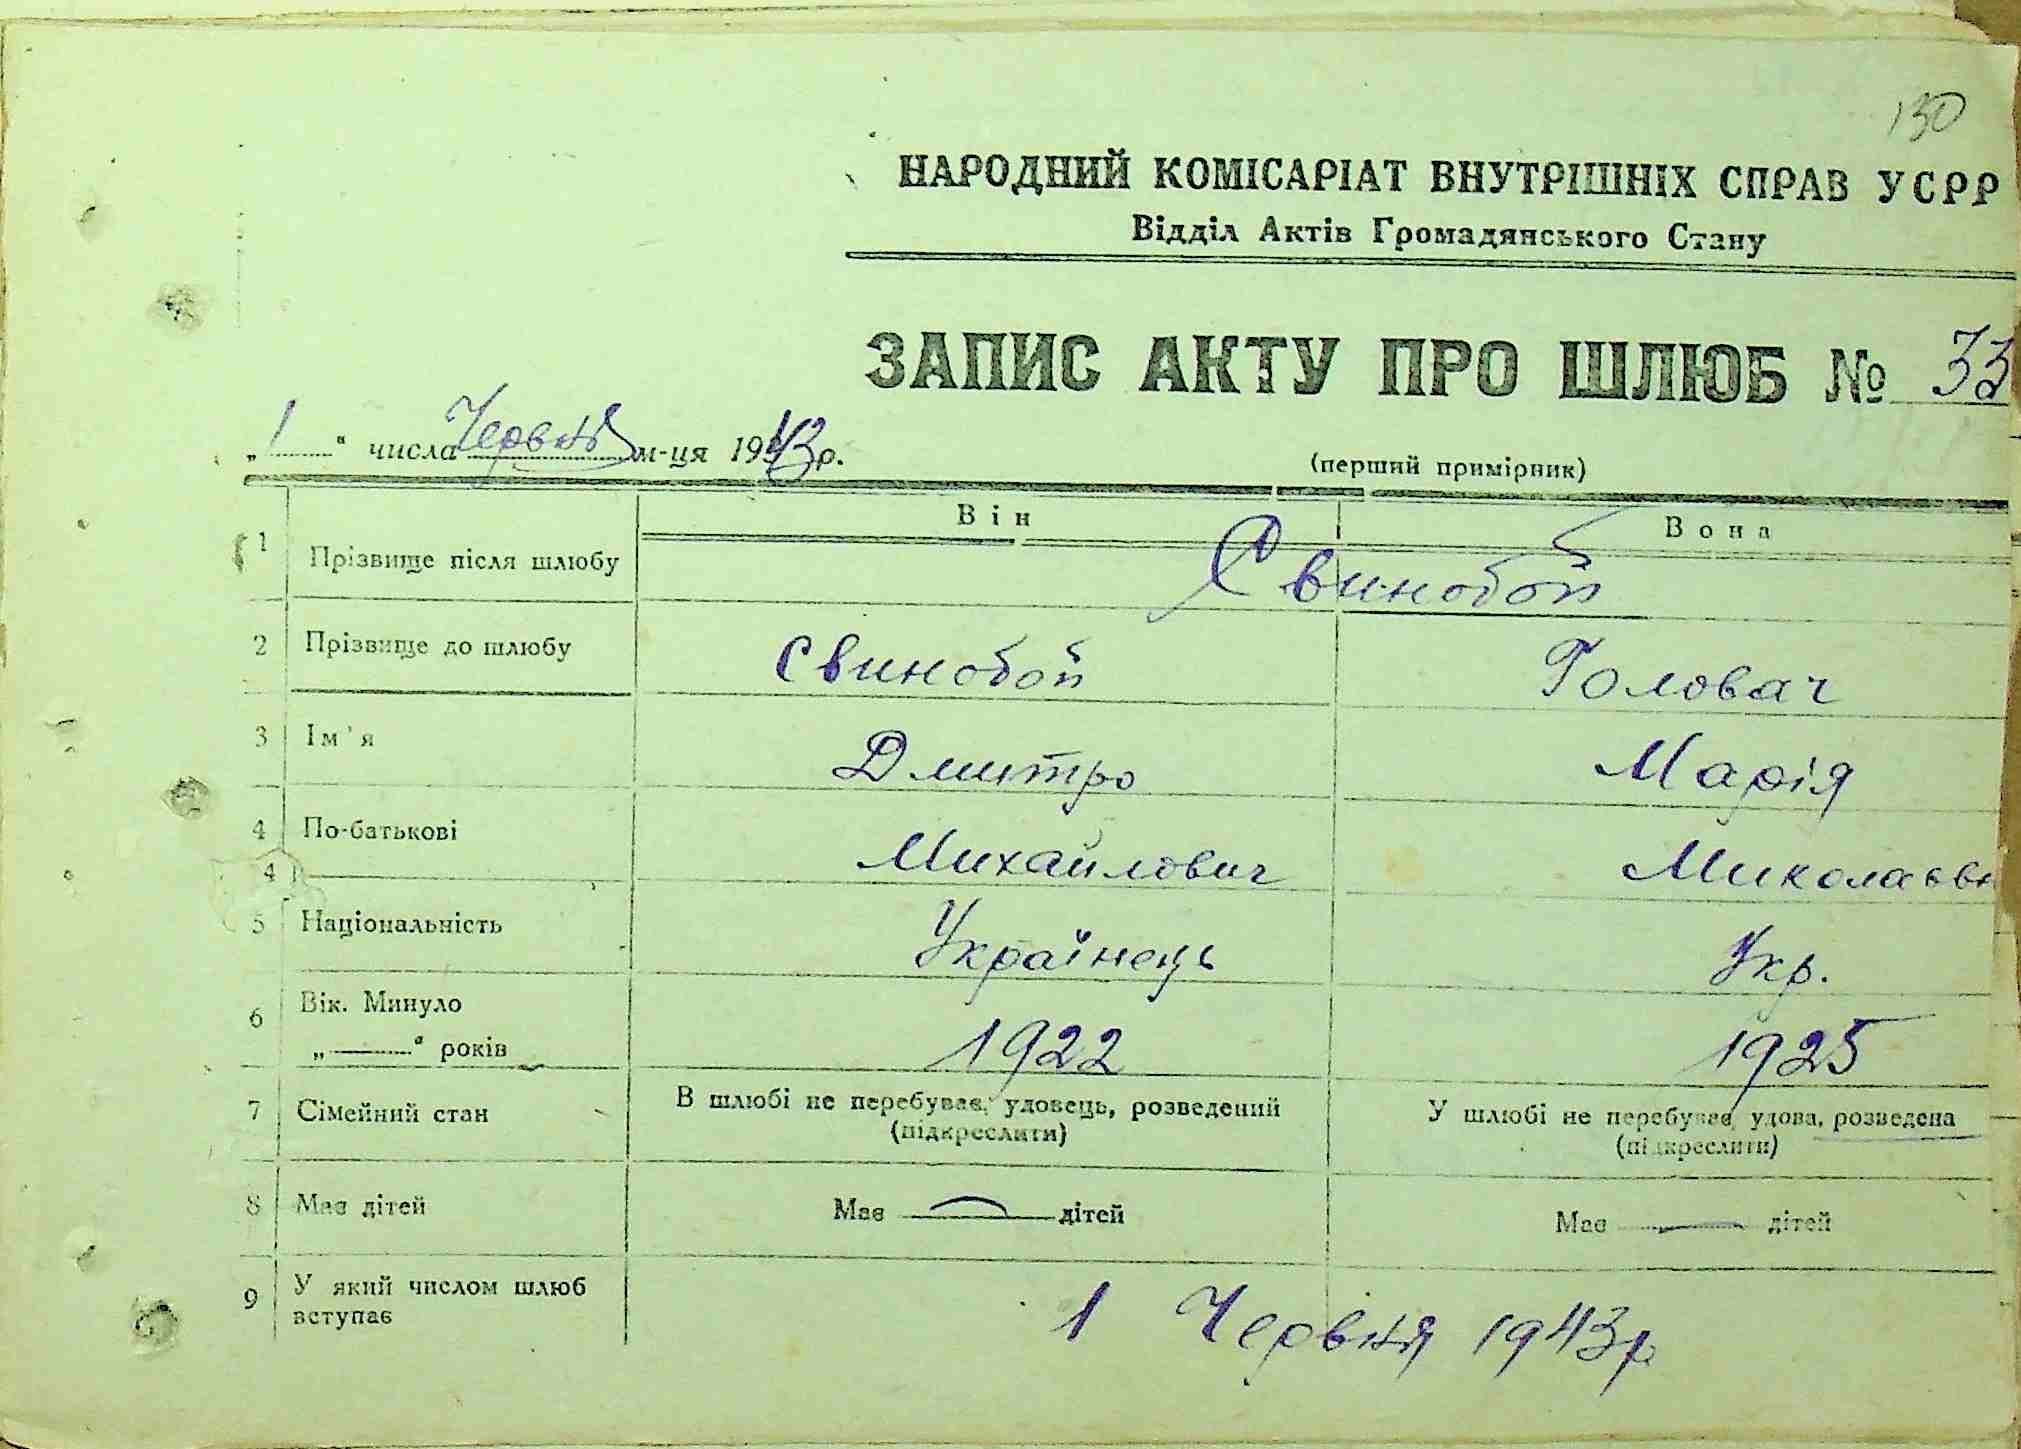 130
НАРОДНИЙ КОМІСАРІАТ ВНУТРІШНІХ СПРАВ УСРР
Відділ Актів Громадянського Стану
ЗАПИС АКТУ ПРО ШЛЮБ № 33
„1“ числа Червня м-ця 1943 р.
(перший примірник)
Він Вона
1 Прізвище після шлюбу Свинобой
2 Прізвище до шлюбу Свинобой Головач
3 Ім'я Дмитро Марія
4 По-батькові Михайлович Миколаєвн
4
5 Національність Українець Укр.
6 Вік. Минуло
„———“ років 1922 1925
7 Сімейний стан В шлюбі не перебуває, удовець, розведений
(підкреслити)
У шлюбі не перебуває, удова, розведена
(підкреслити)
8 Має дітей Має — дітей Має — дітей
9 У який числом шлюб
вступає
1 Червня 1943 р